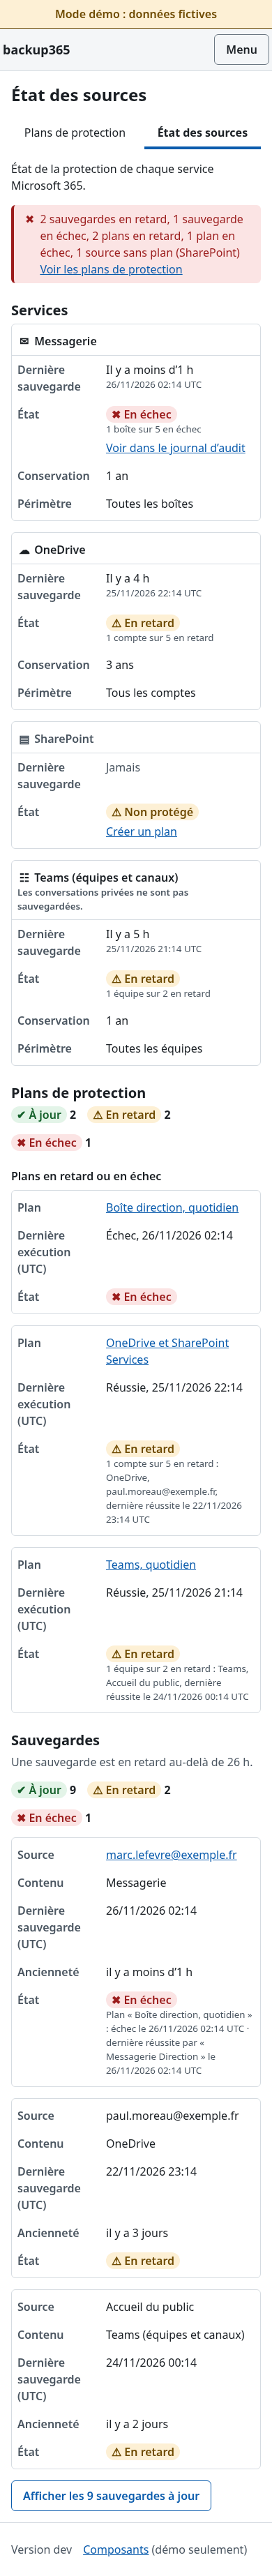 Mode démo : données fictives
backup365
Menu
État des sources
Plans de protection
État des sources
État de la protection de chaque service
Microsoft 365.
✖ 2 sauvegardes en retard, 1 sauvegarde
en échec, 2 plans en retard, 1 plan en
échec, 1 source sans plan (SharePoint)
Voir les plans de protection
Services
✉ Messagerie
Dernière
sauvegarde
Il y a moins d’1 h
26/11/2026 02:14 UTC
État
✖ En échec
1 boîte sur 5 en échec
Voir dans le journal d’audit
Conservation
1 an
Périmètre
Toutes les boîtes
☁ OneDrive
Dernière
sauvegarde
Il y a 4 h
25/11/2026 22:14 UTC
État
⚠ En retard
1 compte sur 5 en retard
Conservation
3 ans
Périmètre
Tous les comptes
▤ SharePoint
Dernière
sauvegarde
Jamais
État
⚠ Non protégé
Créer un plan
☷ Teams (équipes et canaux)
Les conversations privées ne sont pas
sauvegardées.
Dernière
sauvegarde
Il y a 5 h
25/11/2026 21:14 UTC
État
⚠ En retard
1 équipe sur 2 en retard
Conservation
1 an
Périmètre
Toutes les équipes
Plans de protection
✔ À jour 2 ⚠ En retard 2
✖ En échec 1
Plans en retard ou en échec
Plan
Boîte direction, quotidien
Dernière
exécution
(UTC)
Échec, 26/11/2026 02:14
État
✖ En échec
Plan
OneDrive et SharePoint
Services
Dernière
exécution
(UTC)
Réussie, 25/11/2026 22:14
État
⚠ En retard
1 compte sur 5 en retard :
OneDrive,
paul.moreau@exemple.fr,
dernière réussite le 22/11/2026
23:14 UTC
Plan
Teams, quotidien
Dernière
exécution
(UTC)
Réussie, 25/11/2026 21:14
État
⚠ En retard
1 équipe sur 2 en retard : Teams,
Accueil du public, dernière
réussite le 24/11/2026 00:14 UTC
Sauvegardes
Une sauvegarde est en retard au-delà de 26 h.
✔ À jour 9 ⚠ En retard 2
✖ En échec 1
Source
marc.lefevre@exemple.fr
Contenu
Messagerie
Dernière
sauvegarde
(UTC)
26/11/2026 02:14
Ancienneté
il y a moins d’1 h
État
✖ En échec
Plan « Boîte direction, quotidien »
: échec le 26/11/2026 02:14 UTC ·
dernière réussite par «
Messagerie Direction » le
26/11/2026 02:14 UTC
Source
paul.moreau@exemple.fr
Contenu
OneDrive
Dernière
sauvegarde
(UTC)
22/11/2026 23:14
Ancienneté
il y a 3 jours
État
⚠ En retard
Source
Accueil du public
Contenu
Teams (équipes et canaux)
Dernière
sauvegarde
(UTC)
24/11/2026 00:14
Ancienneté
il y a 2 jours
État
⚠ En retard
Afficher les 9 sauvegardes à jour
Version dev Composants (démo seulement)